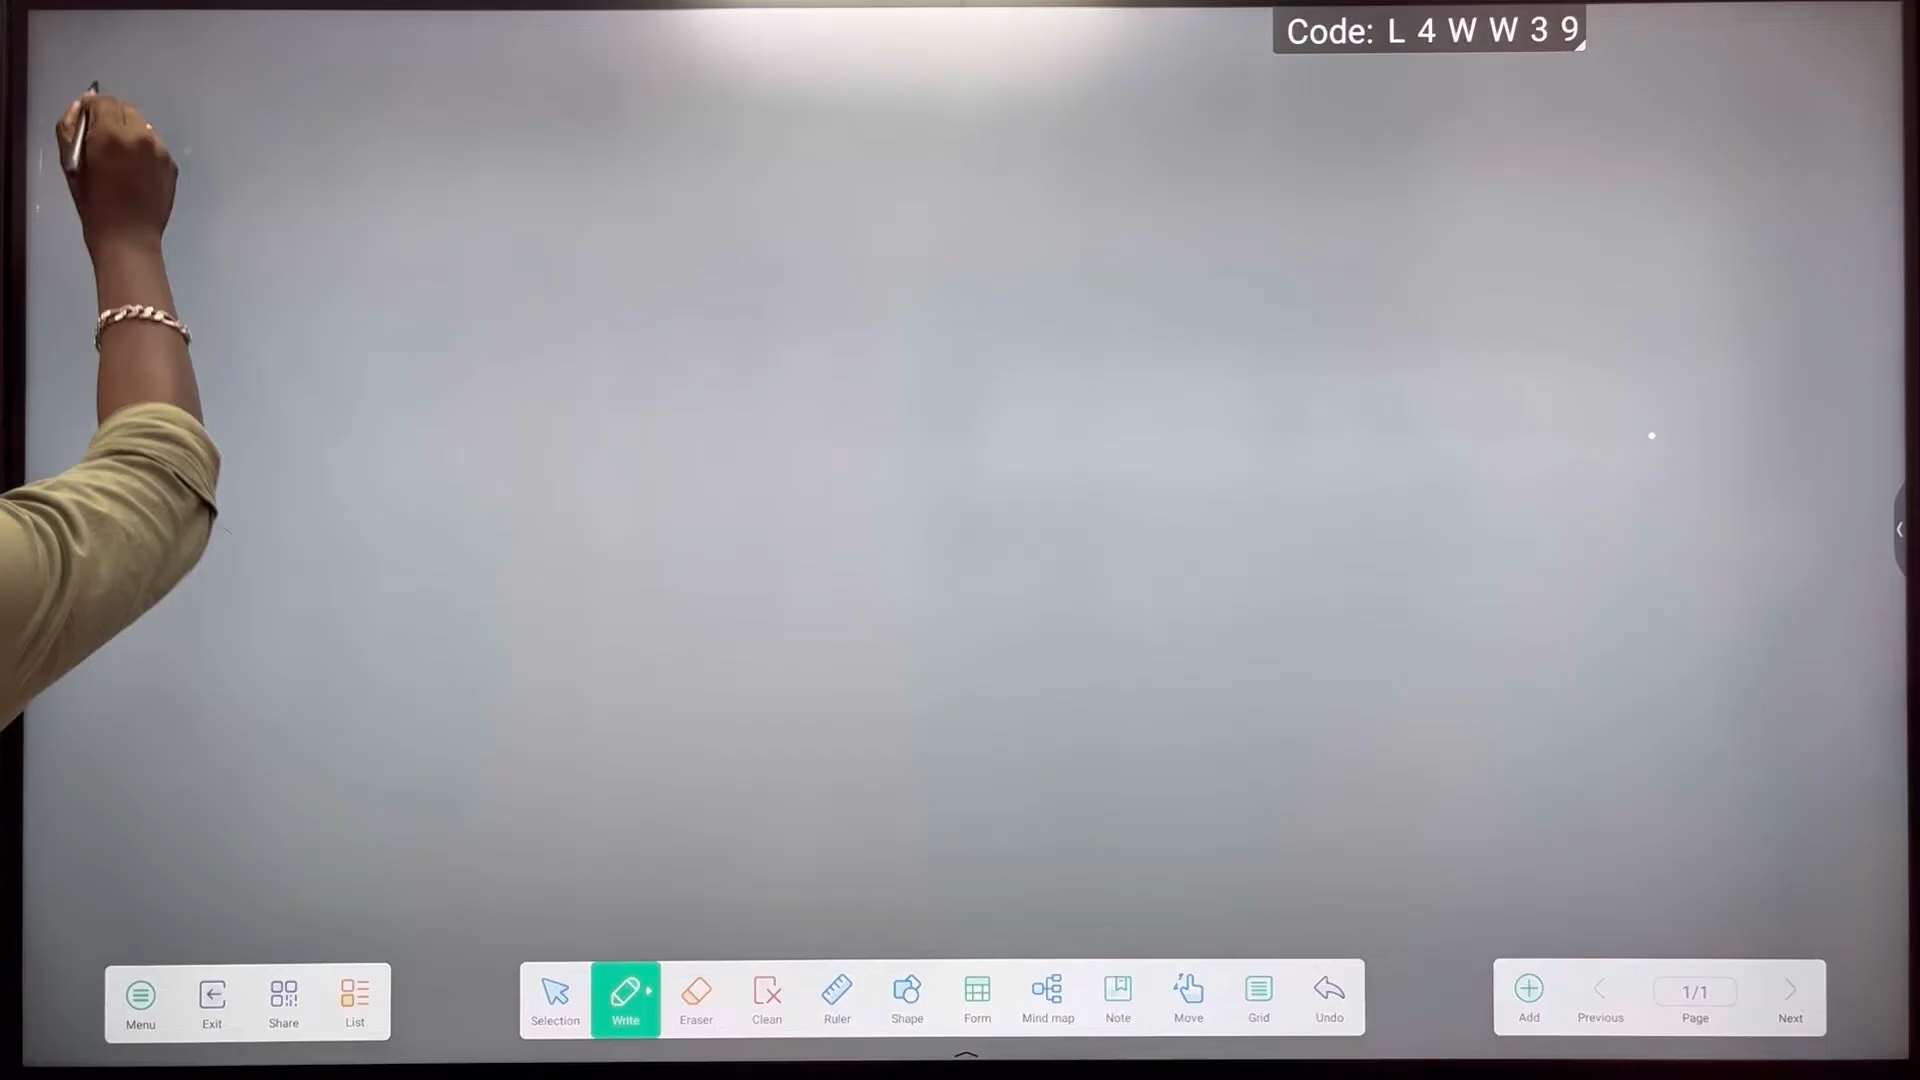 Code: L 4 W W 3 9
Menu
Exit
Share
List
Selection
Write
Eraser
Clean
Ruler
Shape
Form
Mind map
Note
Move
Grid
Undo
Add
Previous
1/1
Page
Next